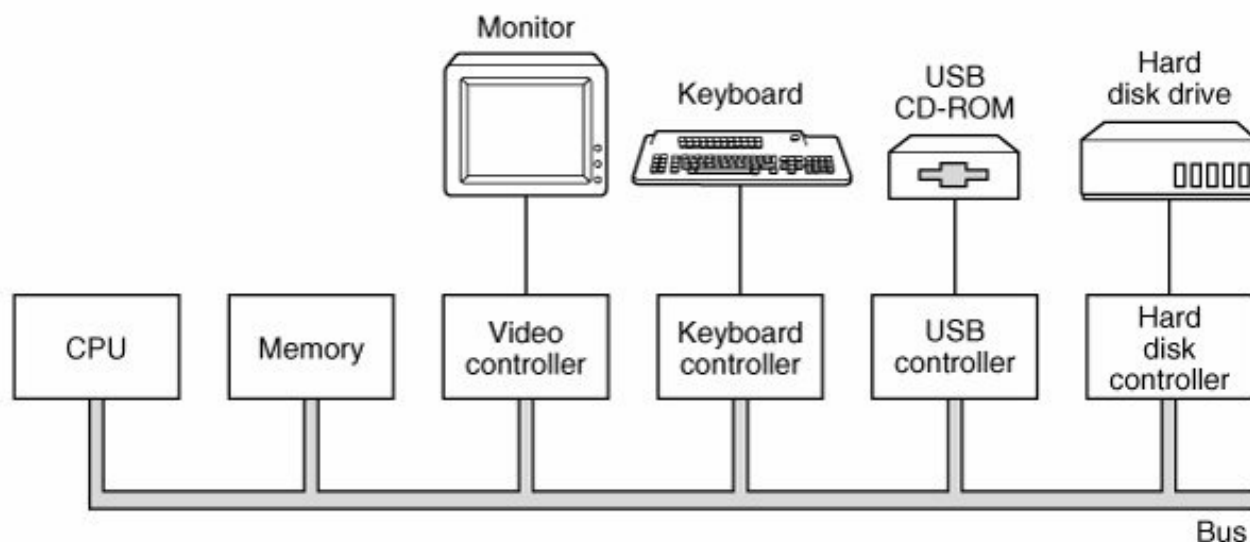 Monitor
Keyboard
USB
CD-ROM
Hard
disk drive
CPU
Memory
Video
controller
Keyboard
controller
USB
controller
Hard
disk
controller
Bus